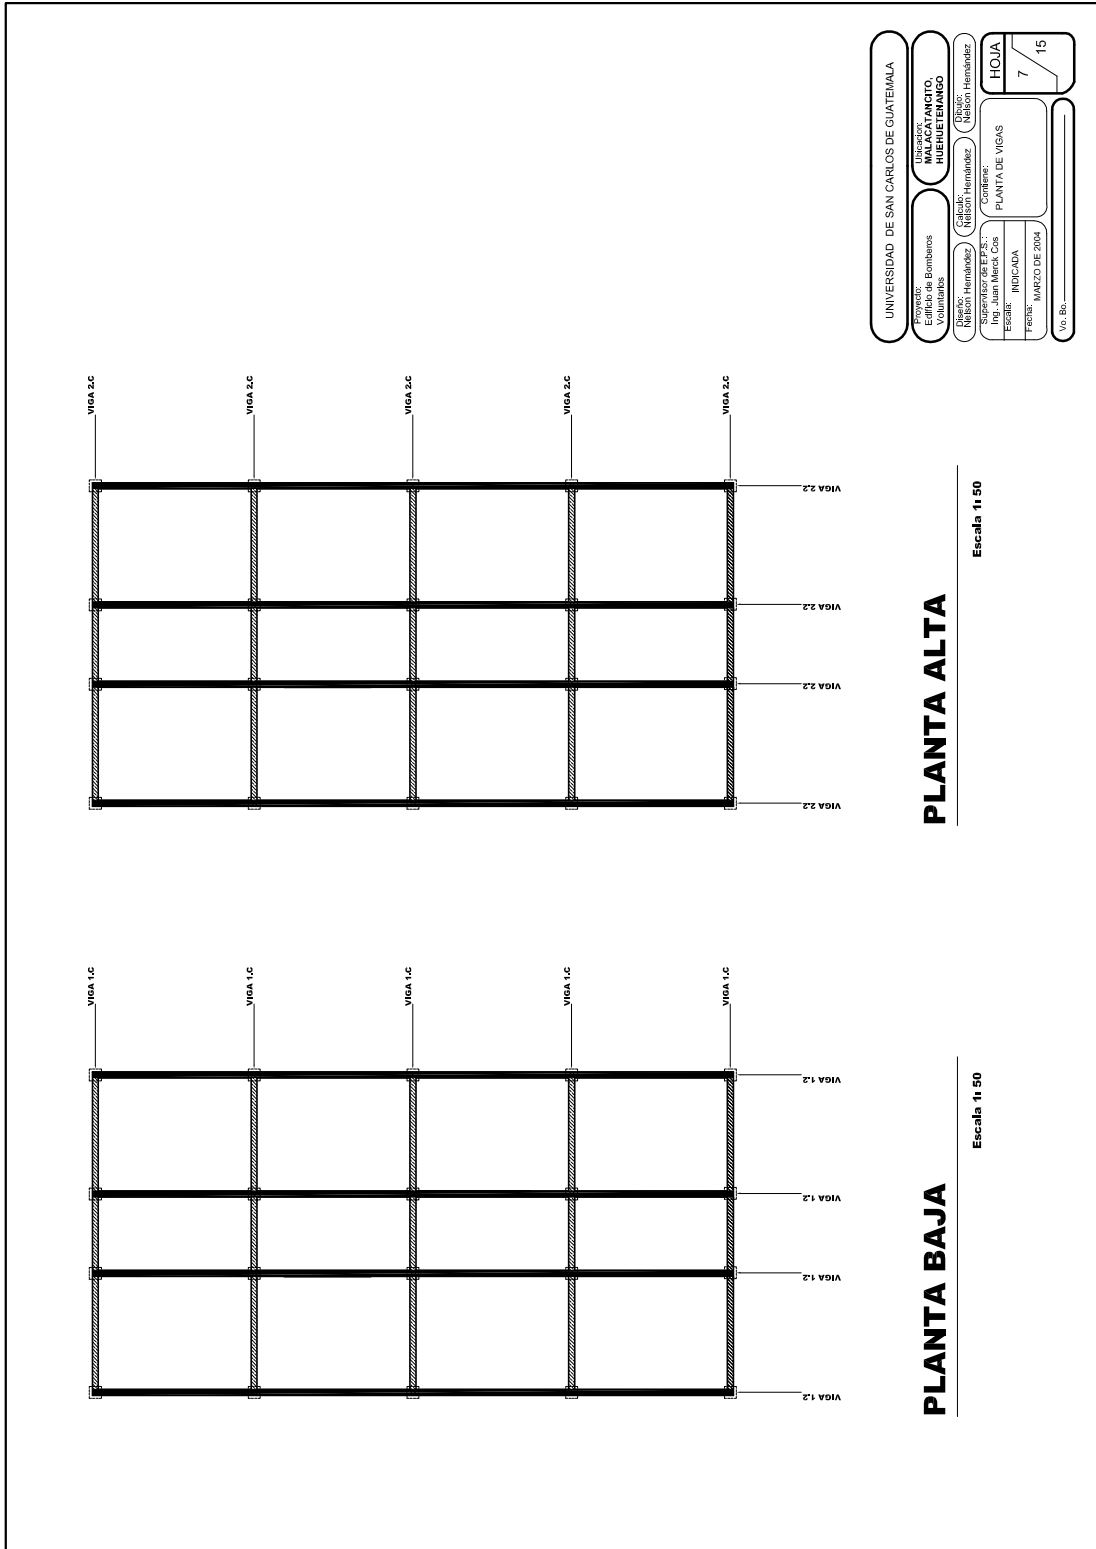 UNIVERSIDAD DE SAN CARLOS DE GUATEMALA
Proyecto:
Edificio de Bomberos
Voluntarios
Ubicacion:
MALACATANCITO,
HUEHUETENANGO
Diseño:
Nelson Hernández
Calculo:
Nelson Hernández
Dibujo:
Nelson Hernández
Supervisor de E.P.S.:
Ing. Juan Merck Cos
Escala: INDICADA
Fecha: MARZO DE 2004
Contiene:
PLANTA DE VIGAS
HOJA
7
15
Vo. Bo.
VIGA 1.C
VIGA 1.C
VIGA 1.C
VIGA 1.C
VIGA 1.C
VIGA 1.2
VIGA 1.2
VIGA 1.2
VIGA 1.2
PLANTA BAJA
Escala 1: 50
VIGA 2.C
VIGA 2.C
VIGA 2.C
VIGA 2.C
VIGA 2.C
VIGA 2.2
VIGA 2.2
VIGA 2.2
VIGA 2.2
PLANTA ALTA
Escala 1: 50